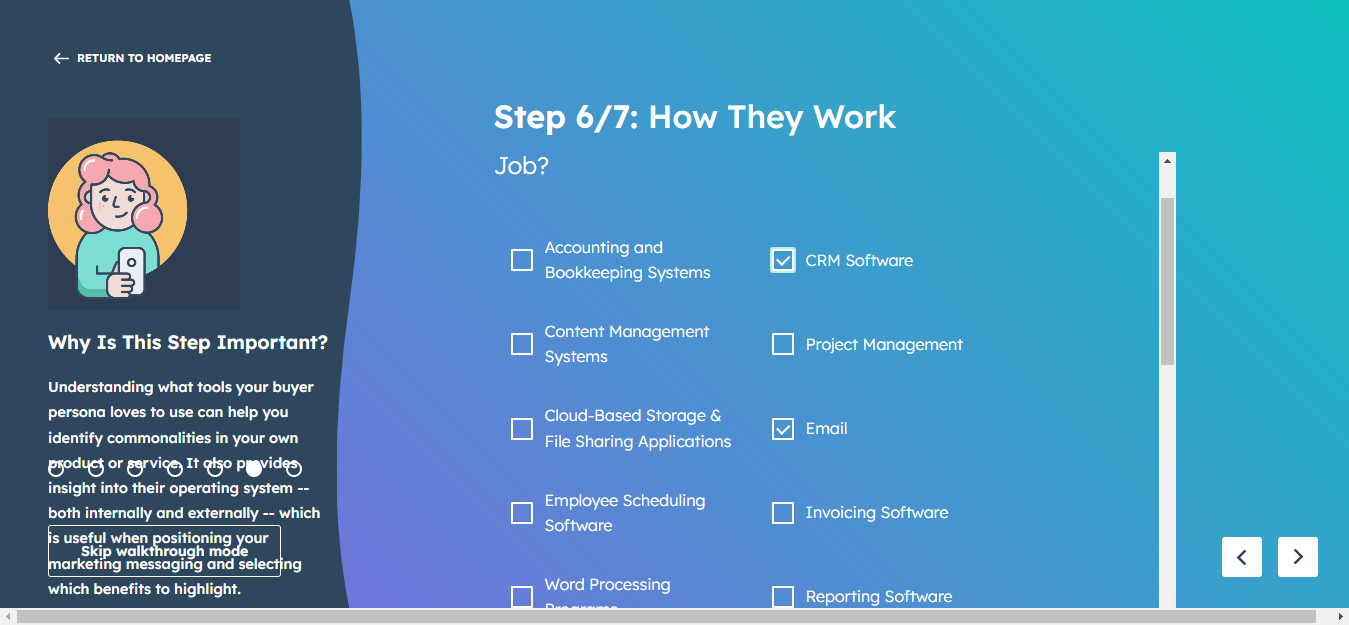 RETURN TO HOMEPAGE
Why Is This Step Important?
Understanding what tools your buyer
persona loves to use can help you
identify commonalities in your own
product or service. It also provides
insight into their operating system --
both internally and externally -- which
is useful when positioning your
Skip walkthrough mode
marketing messaging and selecting
which benefits to highlight.
Step 6/7: How They Work
Job?
Accounting and
Bookkeeping Systems
CRM Software
Content Management
Systems
Project Management
Cloud-Based Storage &
File Sharing Applications
Email
Employee Scheduling
Software
Invoicing Software
Word Processing
Programs
Reporting Software